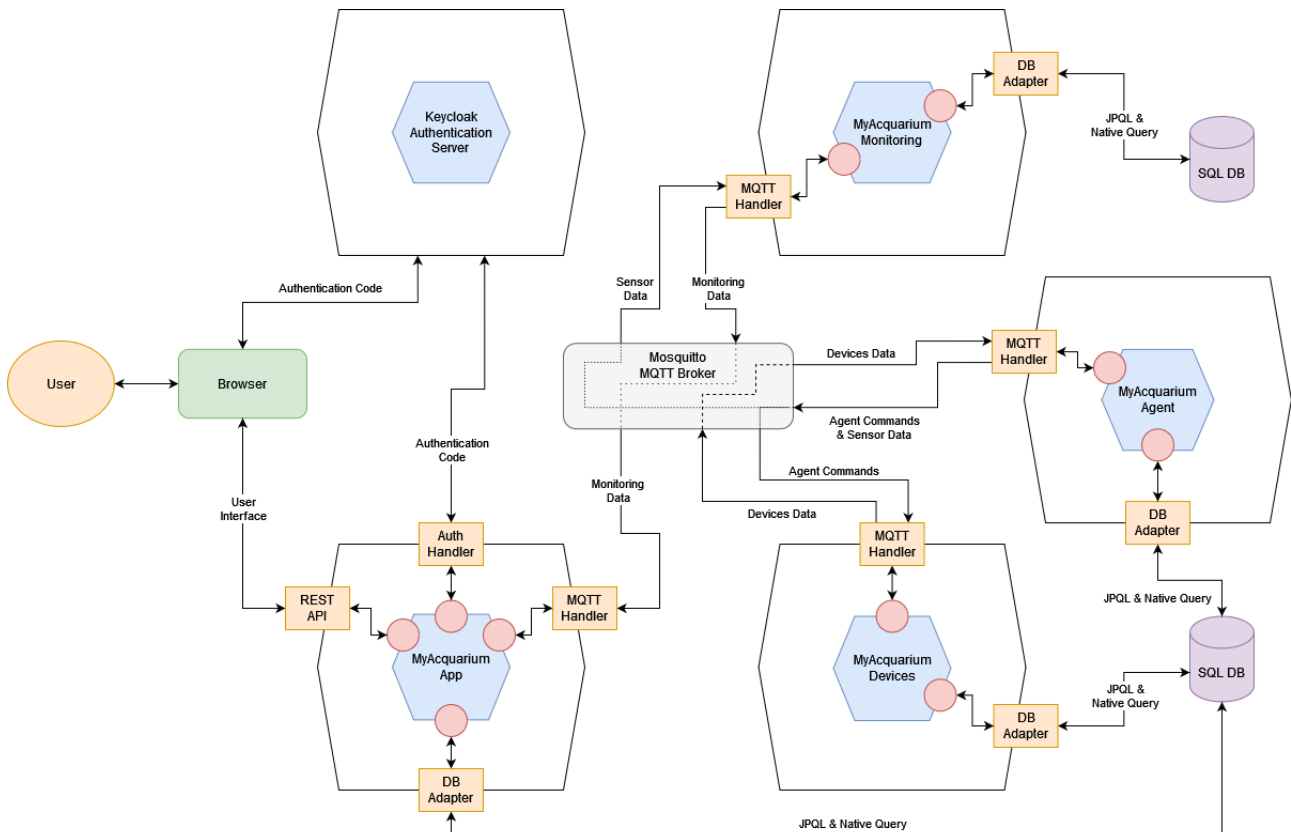 Keycloak
Authentication
Server
DB
Adapter
MyAcquarium
Monitoring
JPQL &
Native Query
SQL DB
MQTT
Handler
Authentication Code
Sensor
Data
Monitoring
Data
User
Browser
Mosquitto
MQTT Broker
Devices Data
MQTT
Handler
MyAcquarium
Agent
Agent Commands
& Sensor Data
Authentication
Code
Monitoring
Data
Agent Commands
User
Interface
Devices Data
DB
Adapter
Auth
Handler
MQTT
Handler
REST
API
MQTT
Handler
JPQL & Native Query
MyAcquarium
App
MyAcquarium
Devices
SQL DB
JPQL &
Native Query
DB
Adapter
DB
Adapter
JPQL & Native Query